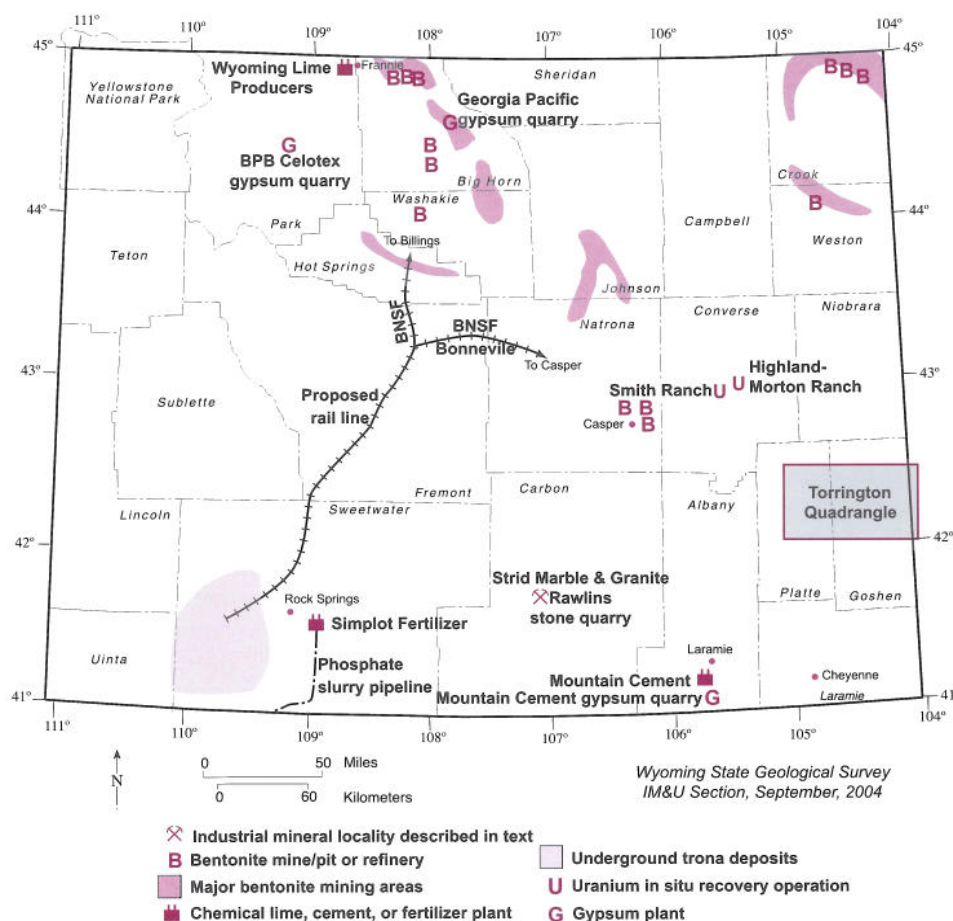 111° 110° 109° 108° 107° 106° 105° 104°
45° 45°
Wyoming Lime
Producers
Frannie
B B B
Sheridan
B B B
Yellowstone
National Park
Georgia Pacific
G gypsum quarry
G
BPB Celotex
gypsum quarry
B
B
Big Horn
Crook
Washakie
B
B
44° 44°
Park
Campbell
Weston
To Billings
Teton
Hot Springs
Johnson
Natrona
Converse
Niobrara
BNSF
BNSF
Bonnevile
To Casper
43° 43°
Highland-
Morton Ranch
Smith Ranch U U
B B
Casper B
Sublette
Proposed
rail line
Torrington
Quadrangle
Fremont
Carbon
Albany
Lincoln
Sweetwater
42° 42°
Strid Marble & Granite
Rawlins
stone quarry
Platte
Goshen
Rock Springs
Simplot Fertilizer
Uinta
Phosphate
slurry pipeline
Laramie
Mountain Cement
Mountain Cement gypsum quarry G
Cheyenne
Laramie
41° 41°
111° 110° 109° 108° 107° 106° 105° 104°
N
0 50 Miles
0 60 Kilometers
Wyoming State Geological Survey
IM&U Section, September, 2004
Industrial mineral locality described in text
B Bentonite mine/pit or refinery
Major bentonite mining areas
Chemical lime, cement, or fertilizer plant
Underground trona deposits
U Uranium in situ recovery operation
G Gypsum plant